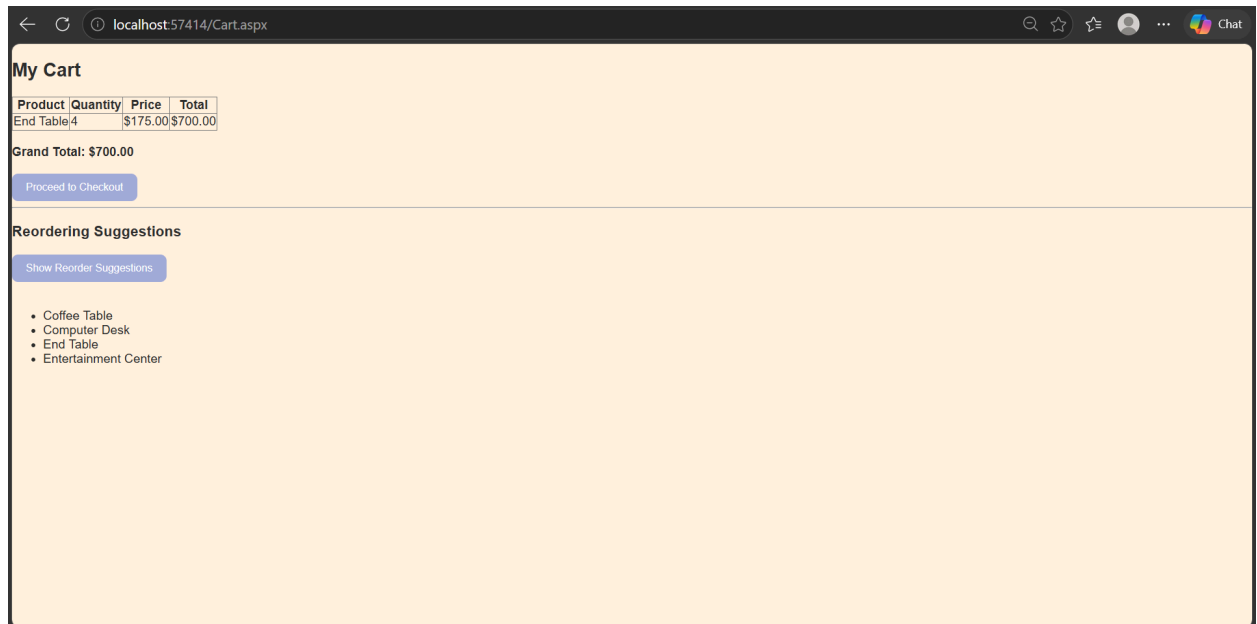 localhost:57414/Cart.aspx
Chat
My Cart
Product Quantity Price Total
End Table 4 $175.00 $700.00
Grand Total: $700.00
Proceed to Checkout
Reordering Suggestions
Show Reorder Suggestions
• Coffee Table
• Computer Desk
• End Table
• Entertainment Center